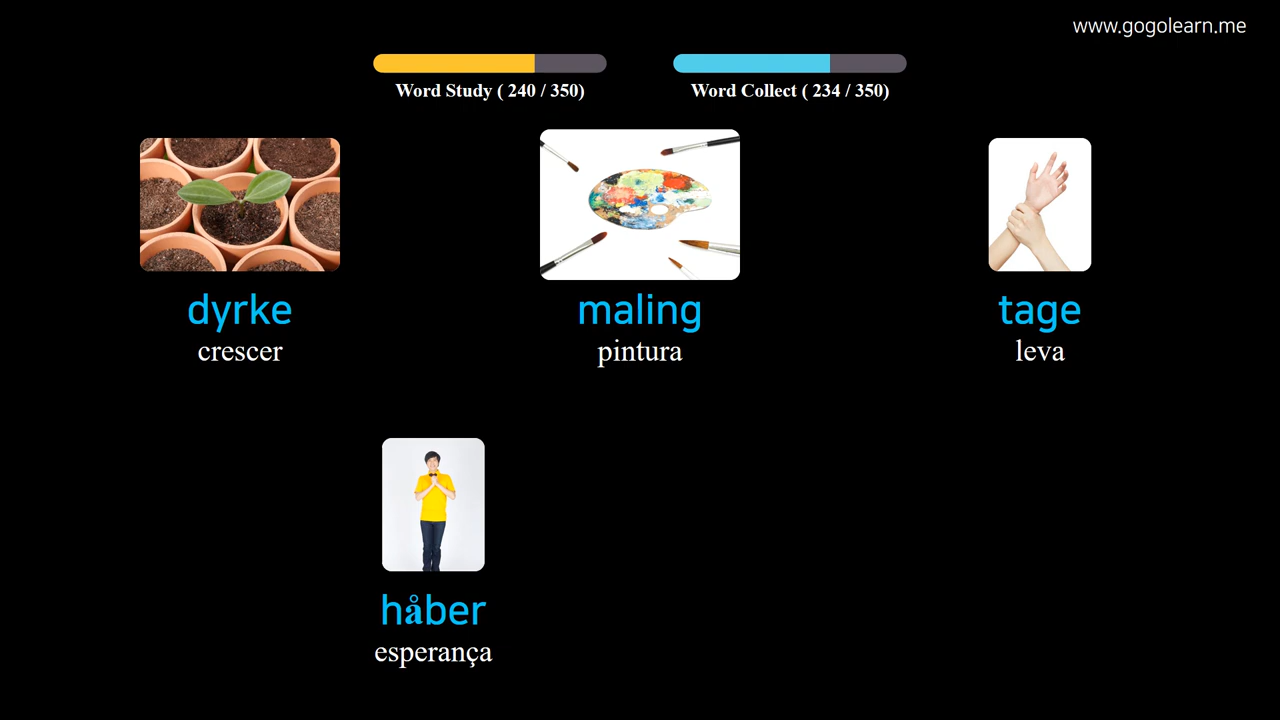 www.gogolearn.me
Word Study ( 240 / 350)
Word Collect ( 234 / 350)
dyrke
crescer
maling
pintura
tage
leva
håber
esperança